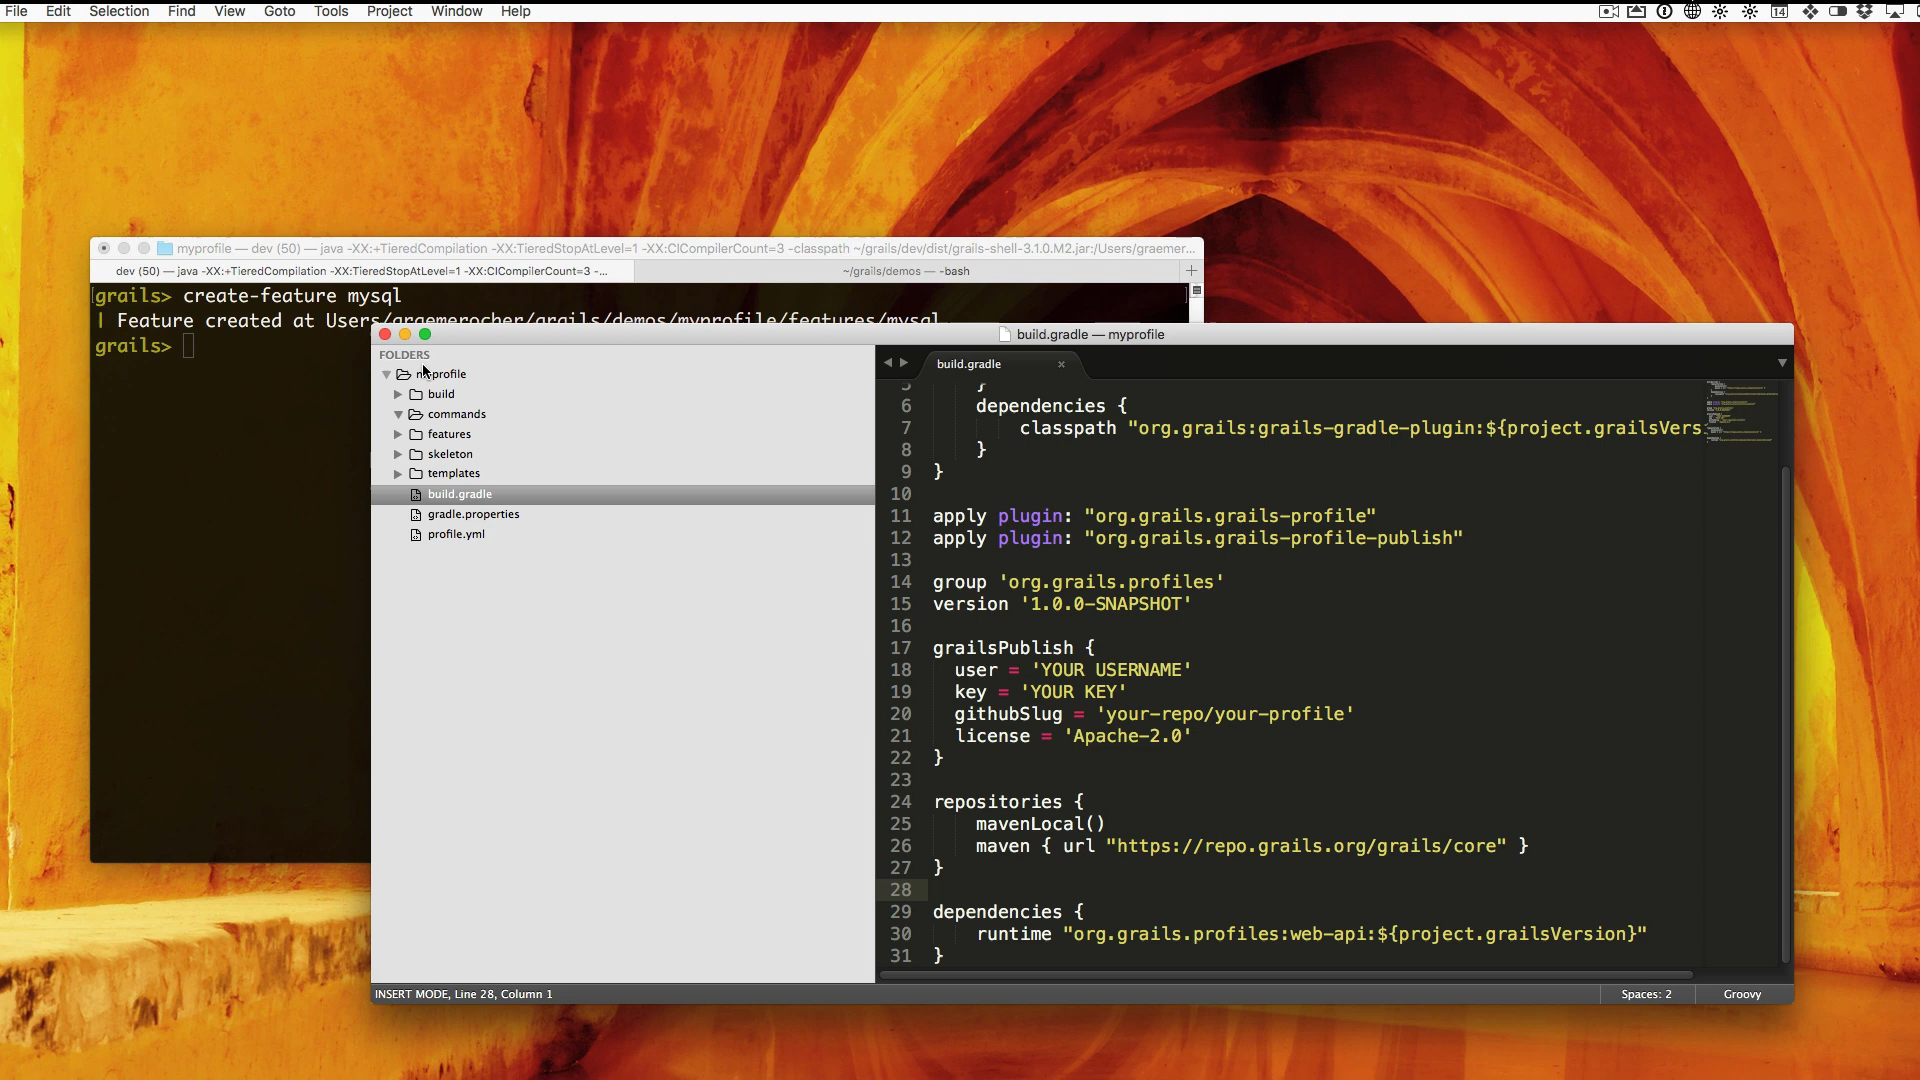 File Edit Selection Find View Goto Tools Project Window Help
14
myprofile — dev (50) — java -XX:+TieredCompilation -XX:TieredStopAtLevel=1 -XX:CICompilerCount=3 -classpath ~/grails/dev/dist/grails-shell-3.1.0.M2.jar:/Users/graemer...
dev (50) — java -XX:+TieredCompilation -XX:TieredStopAtLevel=1 -XX:CICompilerCount=3 -...
~/grails/demos — -bash
grails> create-feature mysql
| Feature created at Users/graemerocher/grails/demos/myprofile/features/mysql
grails>
build.gradle — myprofile
FOLDERS
myprofile
build
commands
features
skeleton
templates
build.gradle
gradle.properties
profile.yml
build.gradle
5 }
6 dependencies {
7 classpath "org.grails:grails-gradle-plugin:${project.grailsVers
8 }
9 }
10
11 apply plugin: "org.grails.grails-profile"
12 apply plugin: "org.grails.grails-profile-publish"
13
14 group 'org.grails.profiles'
15 version '1.0.0-SNAPSHOT'
16
17 grailsPublish {
18 user = 'YOUR USERNAME'
19 key = 'YOUR KEY'
20 githubSlug = 'your-repo/your-profile'
21 license = 'Apache-2.0'
22 }
23
24 repositories {
25 mavenLocal()
26 maven { url "https://repo.grails.org/grails/core" }
27 }
28
29 dependencies {
30 runtime "org.grails.profiles:web-api:${project.grailsVersion}"
31 }
INSERT MODE, Line 28, Column 1
Spaces: 2
Groovy